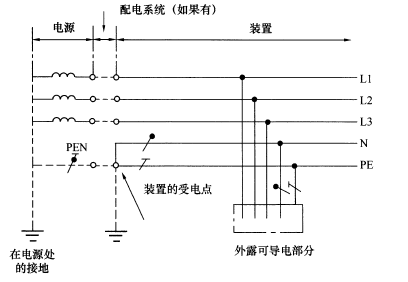 配电系统（如果有）
电源
装置
L1
L2
L3
N
PEN
PE
装置的受电点
在电源处
的接地
外露可导电部分